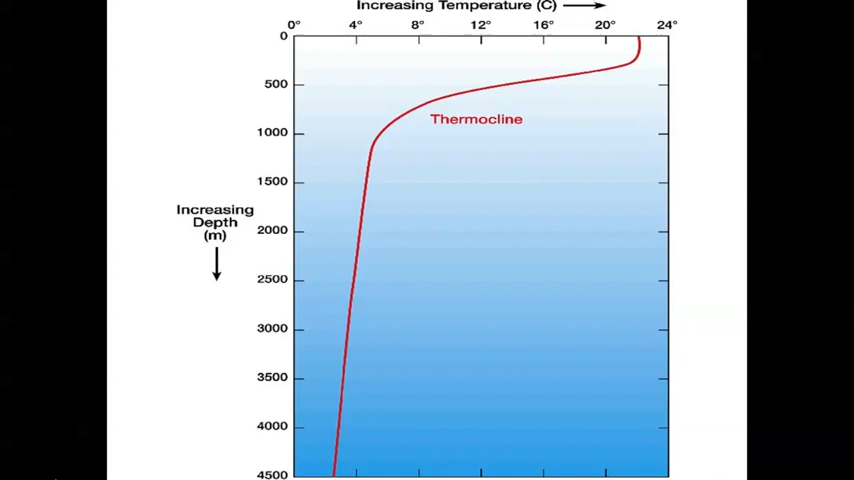 Increasing Temperature (C)
0° 4° 8° 12° 16° 20° 24°
0
500
Thermocline
1000
1500
Increasing
Depth
(m)
2000
2500
3000
3500
4000
4500